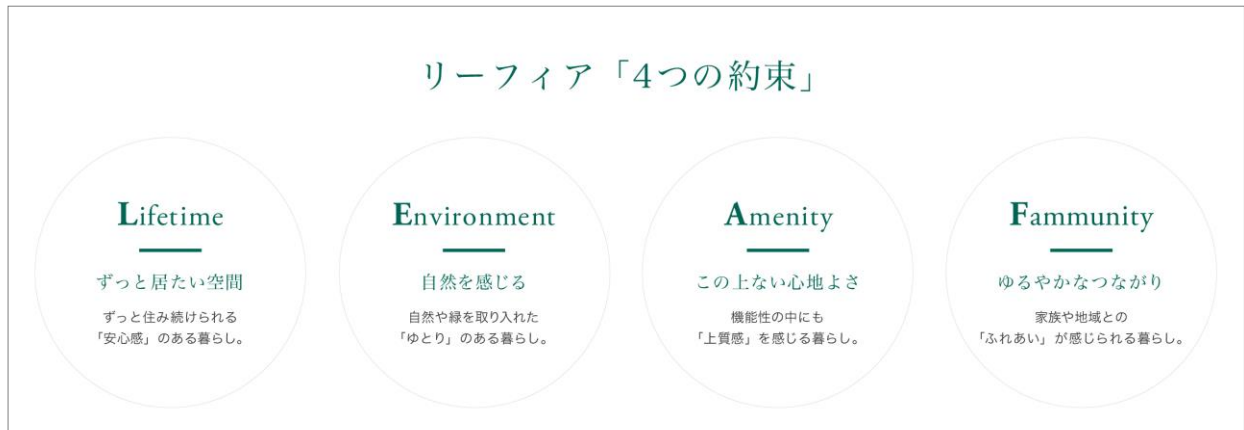 リーフィア「4つの約束」
Lifetime
ずっと居たい空間
ずっと住み続けられる
「安心感」のある暮らし。
Environment
自然を感じる
自然や緑を取り入れた
「ゆとり」のある暮らし。
Amenity
この上ない心地よさ
機能性の中にも
「上質感」を感じる暮らし。
Fammunity
ゆるやかなつながり
家族や地域との
「ふれあい」が感じられる暮らし。